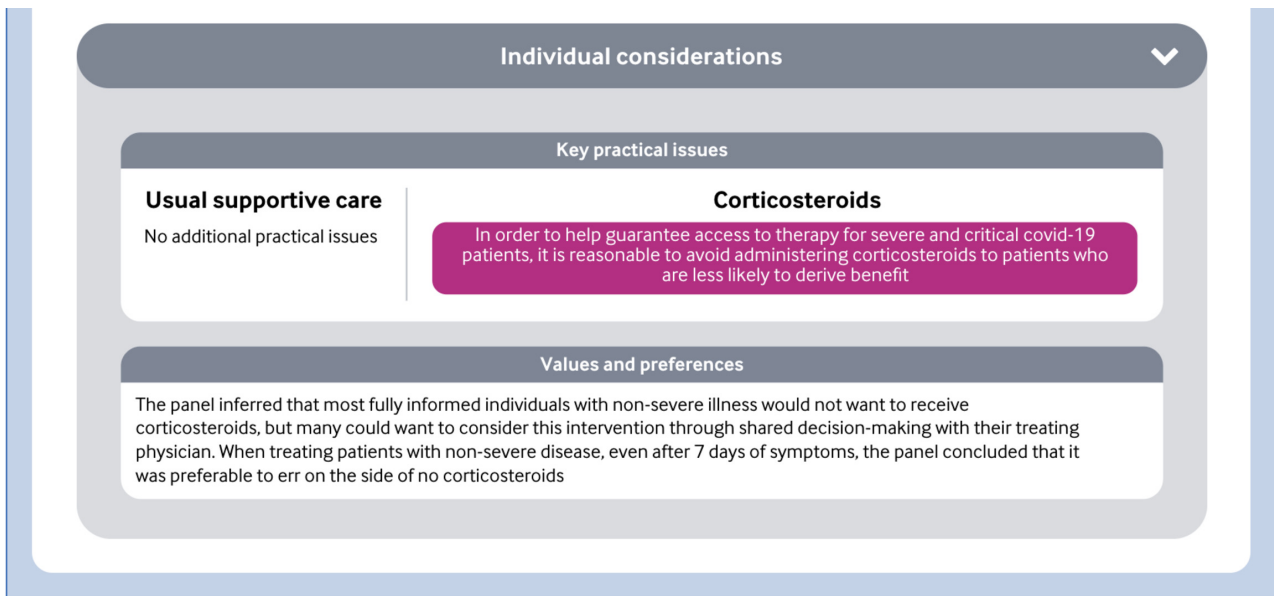 Individual considerations
Key practical issues
Usual supportive care
No additional practical issues
Corticosteroids
In order to help guarantee access to therapy for severe and critical covid-19
patients, it is reasonable to avoid administering corticosteroids to patients who
are less likely to derive benefit
Values and preferences
The panel inferred that most fully informed individuals with non-severe illness would not want to receive
corticosteroids, but many could want to consider this intervention through shared decision-making with their treating
physician. When treating patients with non-severe disease, even after 7 days of symptoms, the panel concluded that it
was preferable to err on the side of no corticosteroids